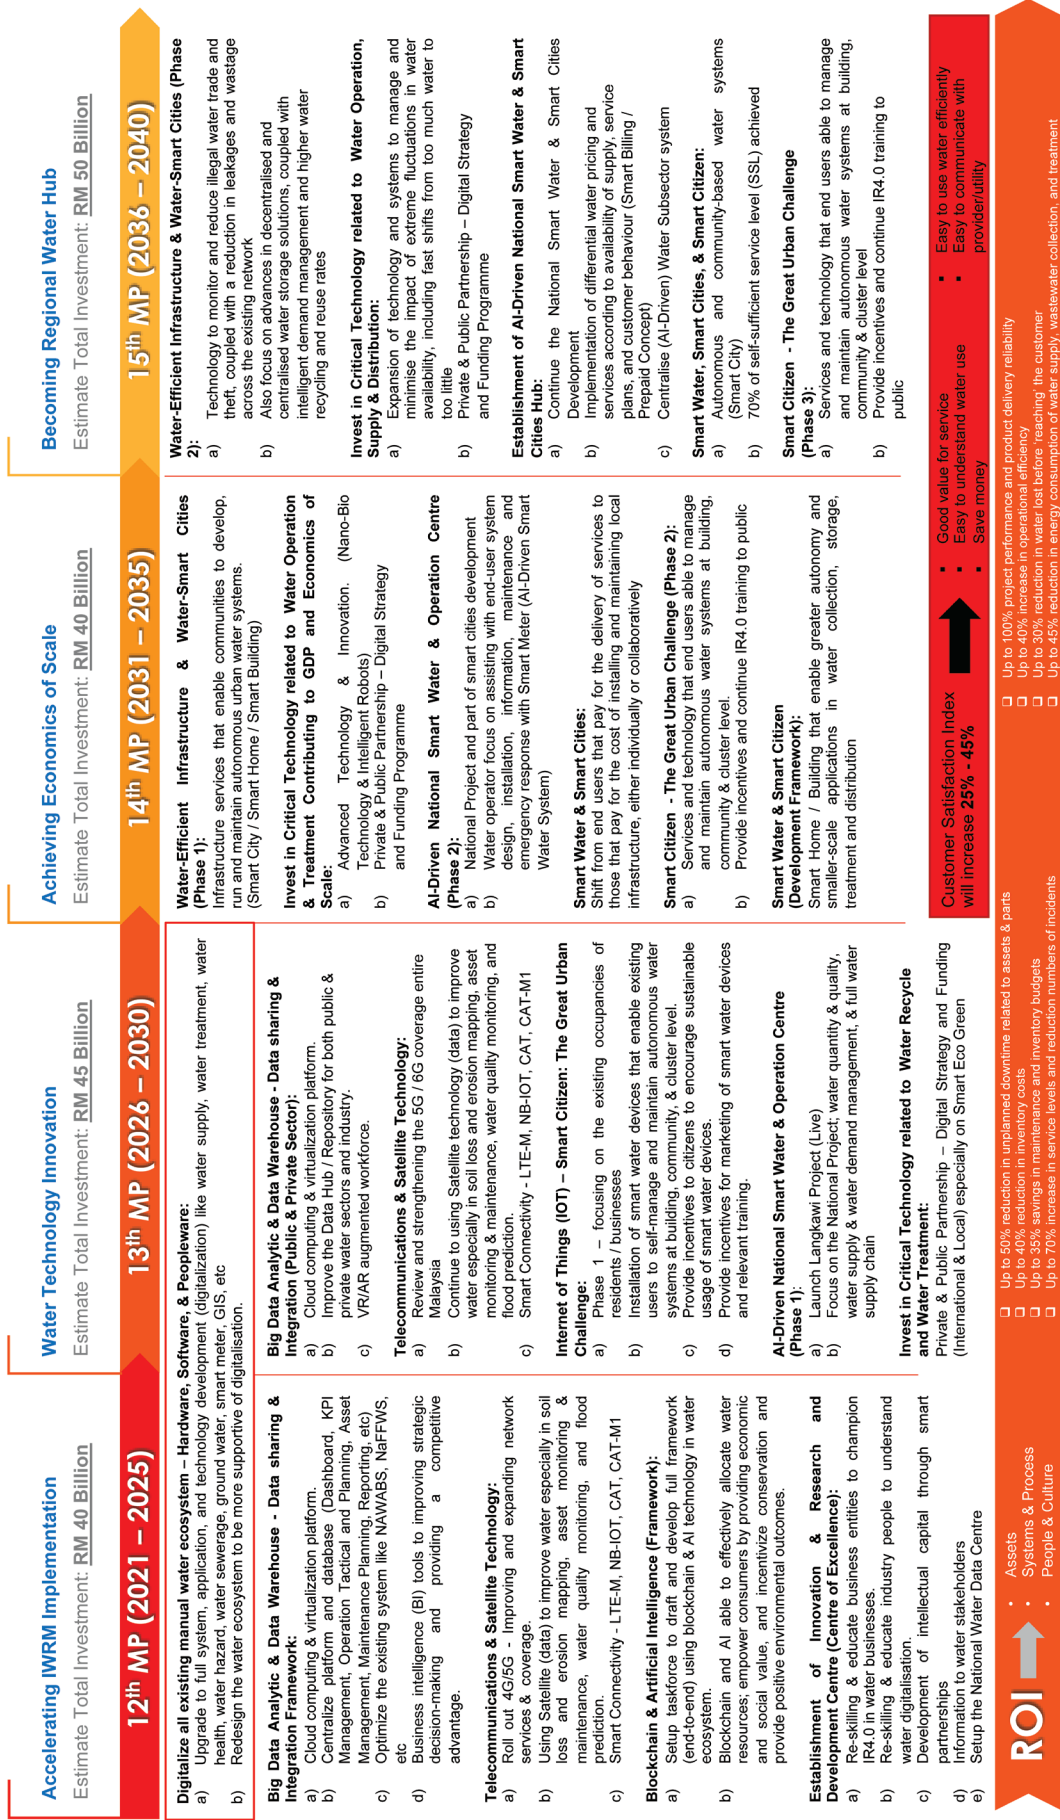 Accelerating IWRM Implementation
Estimate Total Investment: RM 40 Billion
12th MP (2021 – 2025)
Water Technology Innovation
Estimate Total Investment: RM 45 Billion
13th MP (2026 – 2030)
Achieving Economics of Scale
Estimate Total Investment: RM 40 Billion
14th MP (2031 – 2035)
Becoming Regional Water Hub
Estimate Total Investment: RM 50 Billion
15th MP (2036 – 2040)
Digitalize all existing manual water ecosystem – Hardware, Software, & Peopleware:
a) Upgrade to full system, application, and technology development (digitalization) like water supply, water treatment, water
health, water hazard, water sewerage, ground water, smart meter, GIS, etc
b) Redesign the water ecosystem to be more supportive of digitalisation.
Big Data Analytic & Data Warehouse - Data sharing &
Integration Framework:
a) Cloud computing & virtualization platform.
b) Centralize platform and database (Dashboard, KPI
Management, Operation Tactical and Planning, Asset
Management, Maintenance Planning, Reporting, etc)
c) Optimize the existing system like NAWABS, NaFFWS,
etc
d) Business intelligence (BI) tools to improving strategic
decision-making and providing a competitive
advantage.
Telecommunications & Satellite Technology:
a) Roll out 4G/5G - Improving and expanding network
services & coverage.
b) Using Satellite (data) to improve water especially in soil
loss and erosion mapping, asset monitoring &
maintenance, water quality monitoring, and flood
prediction.
c) Smart Connectivity - LTE-M, NB-IOT, CAT, CAT-M1
Blockchain & Artificial Intelligence (Framework):
a) Setup taskforce to draft and develop full framework
(end-to-end) using blockchain & AI technology in water
ecosystem.
b) Blockchain and AI able to effectively allocate water
resources; empower consumers by providing economic
and social value, and incentivize conservation and
provide positive environmental outcomes.
Establishment of Innovation & Research and
Development Centre (Centre of Excellence):
a) Re-skilling & educate business entities to champion
IR4.0 in water businesses.
b) Re-skilling & educate industry people to understand
water digitalisation.
c) Development of intellectual capital through smart
partnerships
d) Information to water stakeholders
e) Setup the National Water Data Centre
Big Data Analytic & Data Warehouse - Data sharing &
Integration (Public & Private Sector):
a) Cloud computing & virtualization platform.
b) Improve the Data Hub / Repository for both public &
private water sectors and industry.
c) VR/AR augmented workforce.
Telecommunications & Satellite Technology:
a) Review and strengthening the 5G / 6G coverage entire
Malaysia
b) Continue to using Satellite technology (data) to improve
water especially in soil loss and erosion mapping, asset
monitoring & maintenance, water quality monitoring, and
flood prediction.
c) Smart Connectivity - LTE-M, NB-IOT, CAT, CAT-M1
Internet of Things (IOT) – Smart Citizen: The Great Urban
Challenge:
a) Phase 1 – focusing on the existing occupancies of
residents / businesses
b) Installation of smart water devices that enable existing
users to self-manage and maintain autonomous water
systems at building, community, & cluster level.
c) Provide incentives to citizens to encourage sustainable
usage of smart water devices.
d) Provide incentives for marketing of smart water devices
and relevant training.
AI-Driven National Smart Water & Operation Centre
(Phase 1):
a) Launch Langkawi Project (Live)
b) Focus on the National Project; water quantity & quality,
water supply & water demand management, & full water
supply chain
Invest in Critical Technology related to Water Recycle
and Water Treatment:
Private & Public Partnership – Digital Strategy and Funding
(International & Local) especially on Smart Eco Green
Water-Efficient Infrastructure & Water-Smart Cities
(Phase 1):
Infrastructure services that enable communities to develop,
run and maintain autonomous urban water systems.
(Smart City / Smart Home / Smart Building)
Invest in Critical Technology related to Water Operation
& Treatment Contributing to GDP and Economics of
Scale:
a) Advanced Technology & Innovation. (Nano-Bio
Technology & Intelligent Robots)
b) Private & Public Partnership – Digital Strategy
and Funding Programme
AI-Driven National Smart Water & Operation Centre
(Phase 2):
a) National Project and part of smart cities development
b) Water operator focus on assisting with end-user system
design, installation, information, maintenance and
emergency response with Smart Meter (AI-Driven Smart
Water System)
Smart Water & Smart Cities:
Shift from end users that pay for the delivery of services to
those that pay for the cost of installing and maintaining local
infrastructure, either individually or collaboratively
Smart Citizen - The Great Urban Challenge (Phase 2):
a) Services and technology that end users able to manage
and maintain autonomous water systems at building,
community & cluster level.
b) Provide incentives and continue IR4.0 training to public
Smart Water & Smart Citizen
(Development Framework):
Smart Home / Building that enable greater autonomy and
smaller-scale applications in water collection, storage,
treatment and distribution
Water-Efficient Infrastructure & Water-Smart Cities (Phase
2):
a) Technology to monitor and reduce illegal water trade and
theft, coupled with a reduction in leakages and wastage
across the existing network
b) Also focus on advances in decentralised and
centralised water storage solutions, coupled with
intelligent demand management and higher water
recycling and reuse rates
Invest in Critical Technology related to Water Operation,
Supply & Distribution:
a) Expansion of technology and systems to manage and
minimise the impact of extreme fluctuations in water
availability, including fast shifts from too much water to
too little
b) Private & Public Partnership – Digital Strategy
and Funding Programme
Establishment of AI-Driven National Smart Water & Smart
Cities Hub:
a) Continue the National Smart Water & Smart Cities
Development
b) Implementation of differential water pricing and
services according to availability of supply, service
plans, and customer behaviour (Smart Billing /
Prepaid Concept)
c) Centralise (AI-Driven) Water Subsector system
Smart Water, Smart Cities, & Smart Citizen:
a) Autonomous and community-based water systems
(Smart City)
b) 70% of self-sufficient service level (SSL) achieved
Smart Citizen - The Great Urban Challenge
(Phase 3):
a) Services and technology that end users able to manage
and maintain autonomous water systems at building,
community & cluster level
b) Provide incentives and continue IR4.0 training to
public
Customer Satisfaction Index
will increase 25% - 45%
Good value for service
Easy to understand water use
Save money
Easy to use water efficiently
Easy to communicate with
provider/utility
ROI
Assets
Systems & Process
People & Culture
Up to 50% reduction in unplanned downtime related to assets & parts
Up to 40% reduction in inventory costs
Up to 35% savings in maintenance and inventory budgets
Up to 70% increase in service levels and reduction numbers of incidents
Up to 100% project performance and product delivery reliability
Up to 40% increase in operational efficiency
Up to 30% reduction in water lost before reaching' the customer
Up to 45% reduction in energy consumption of water supply, wastewater collection, and treatment